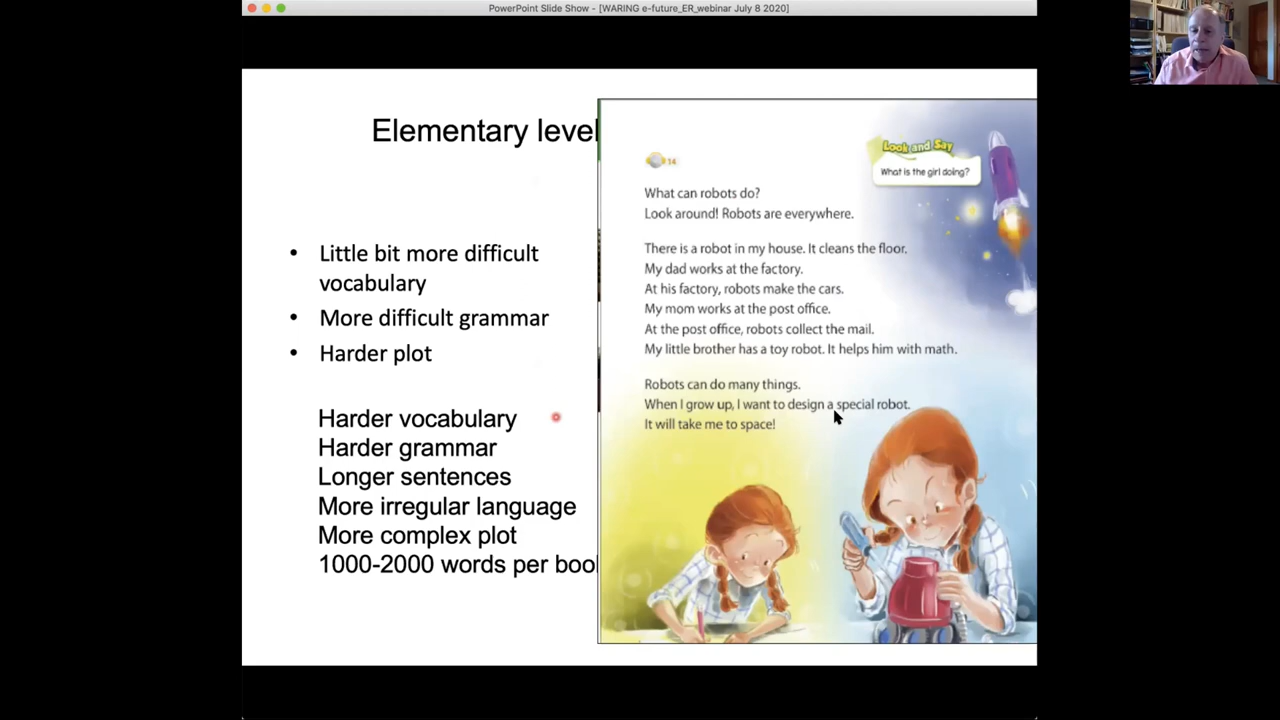 PowerPoint Slide Show - [WARING e-future_ER_webinar July 8 2020]
Elementary level
• Little bit more difficult
vocabulary
• More difficult grammar
• Harder plot
Harder vocabulary
Harder grammar
Longer sentences
More irregular language
More complex plot
1000-2000 words per boo
14
Look and Say
What is the girl doing?
What can robots do?
Look around! Robots are everywhere.
There is a robot in my house. It cleans the floor.
My dad works at the factory.
At his factory, robots make the cars.
My mom works at the post office.
At the post office, robots collect the mail.
My little brother has a toy robot. It helps him with math.
Robots can do many things.
When I grow up, I want to design a special robot.
It will take me to space!